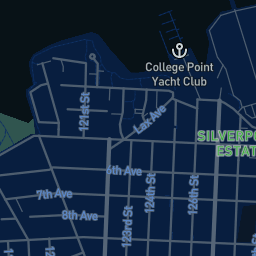 College Point
Yacht Club
121st St
Lax Ave
SILVERPO
ESTAT
6th Ave
7th Ave
8th Ave
123rd St
124th St
126th St